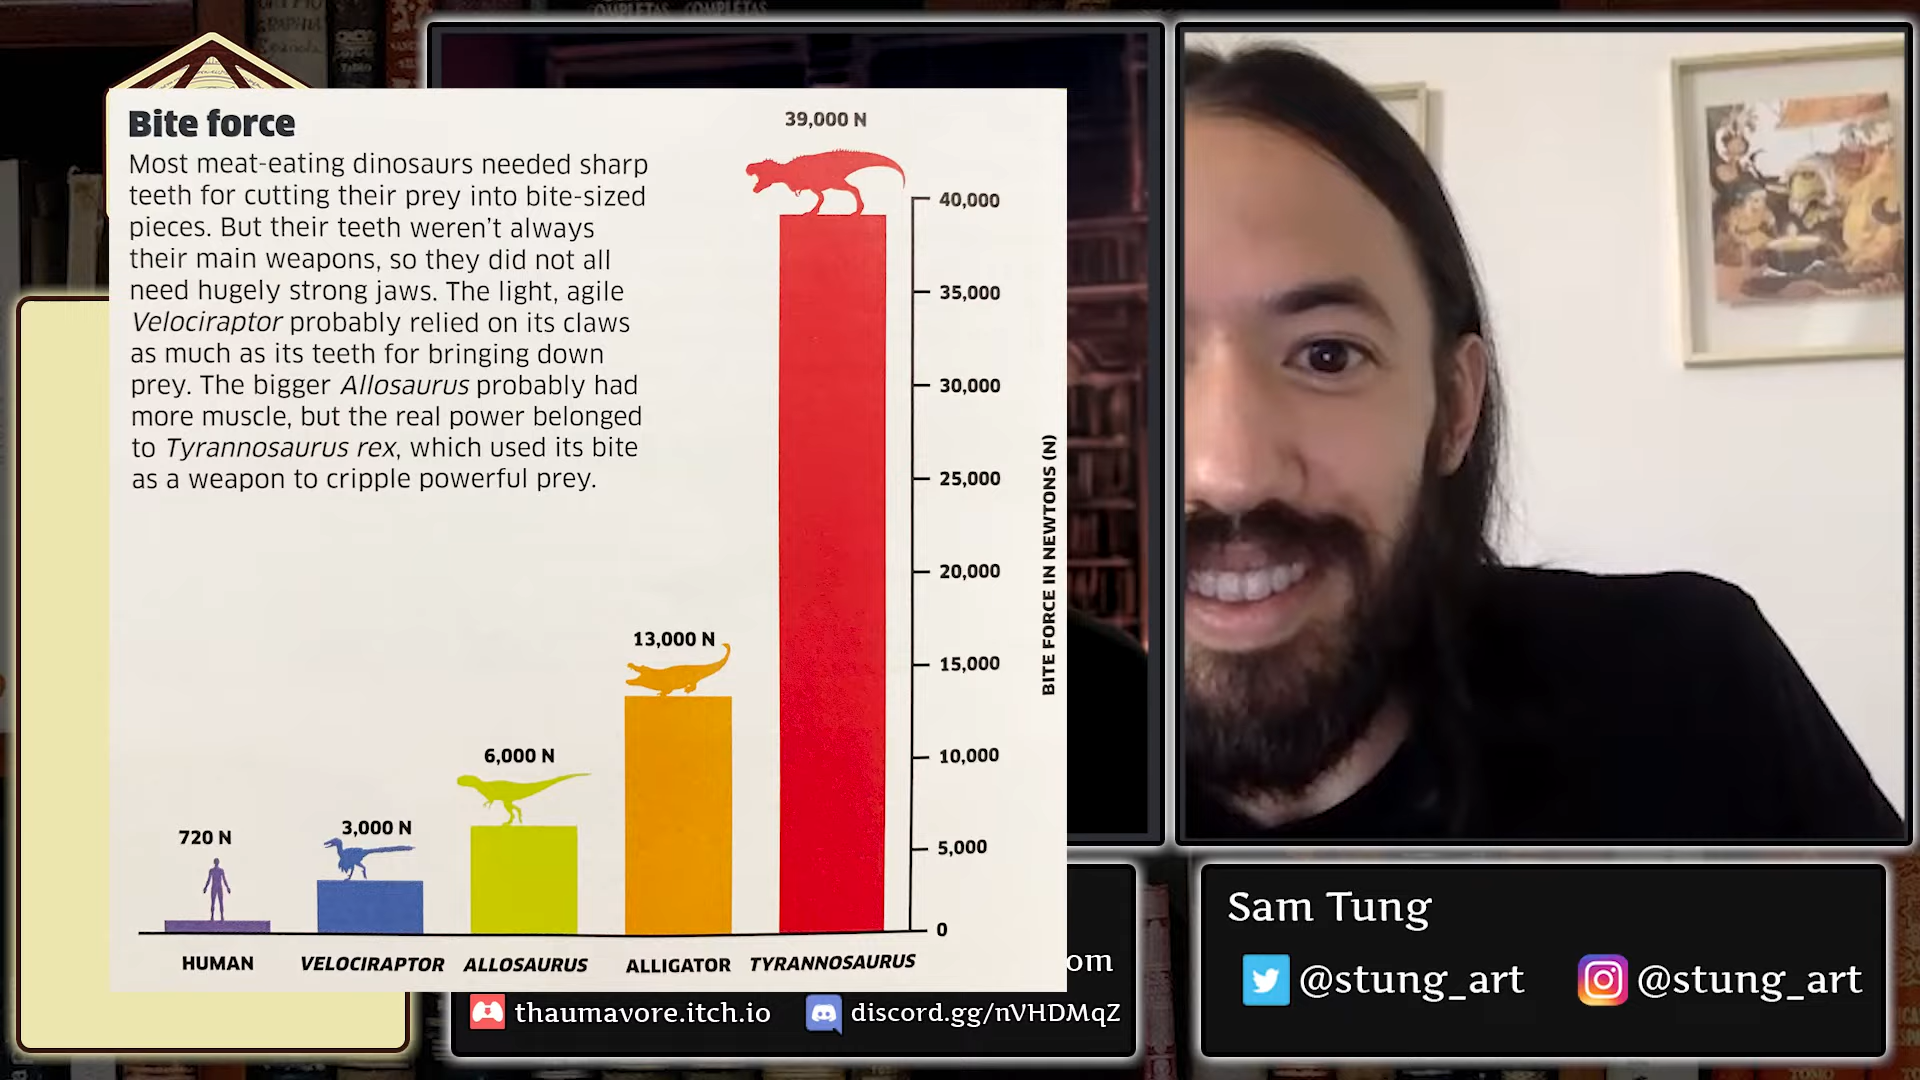 COMPLETAS COMPLETAS
Bite force
Most meat-eating dinosaurs needed sharp
teeth for cutting their prey into bite-sized
pieces. But their teeth weren't always
their main weapons, so they did not all
need hugely strong jaws. The light, agile
Velociraptor probably relied on its claws
as much as its teeth for bringing down
prey. The bigger Allosaurus probably had
more muscle, but the real power belonged
to Tyrannosaurus rex, which used its bite
as a weapon to cripple powerful prey.
39,000 N
40,000
35,000
30,000
25,000
20,000
15,000
10,000
5,000
0
BITE FORCE IN NEWTONS (N)
13,000 N
6,000 N
3,000 N
720 N
HUMAN
VELOCIRAPTOR
ALLOSAURUS
ALLIGATOR
TYRANNOSAURUS
om
thaumavore.itch.io
discord.gg/nVHDMqZ
Sam Tung
@stung_art
@stung_art